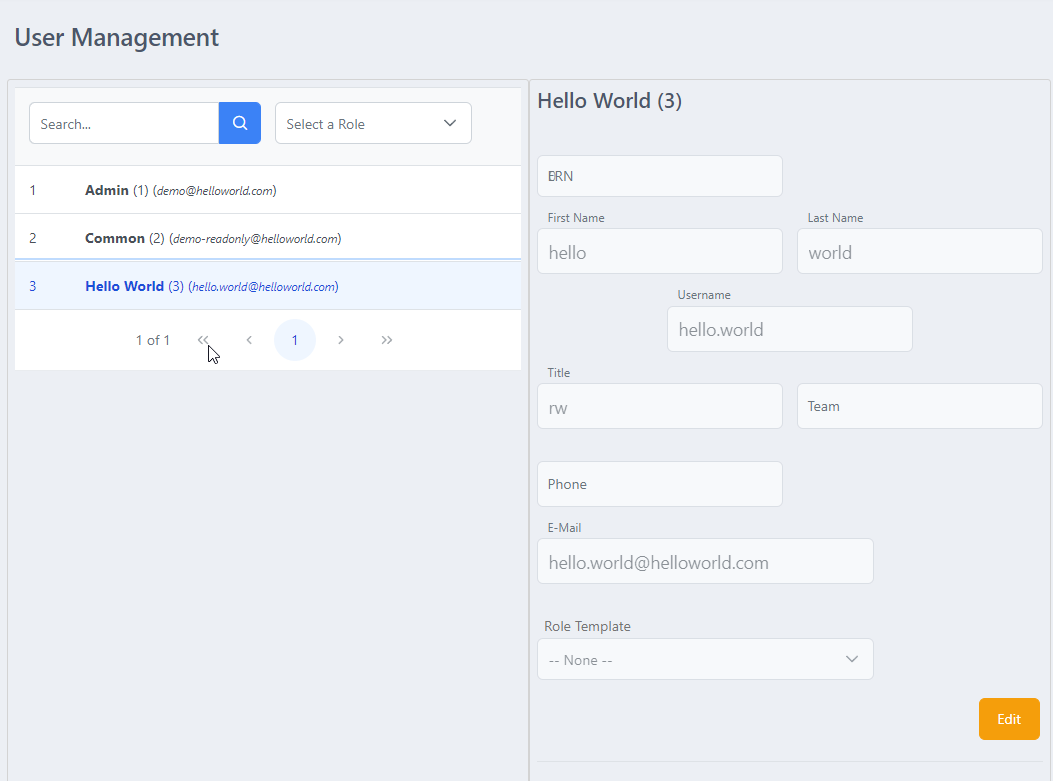 User Management
Search...
Select a Role
1 Admin (1) (demo@helloworld.com)
2 Common (2) (demo-readonly@helloworld.com)
3 Hello World (3) (hello.world@helloworld.com)
1 of 1 « ‹ 1 › »
Hello World (3)
First Name Last Name
hello world
Username
hello.world
Title
rw Team
Phone
E-Mail
hello.world@helloworld.com
Role Template
-- None --
Edit